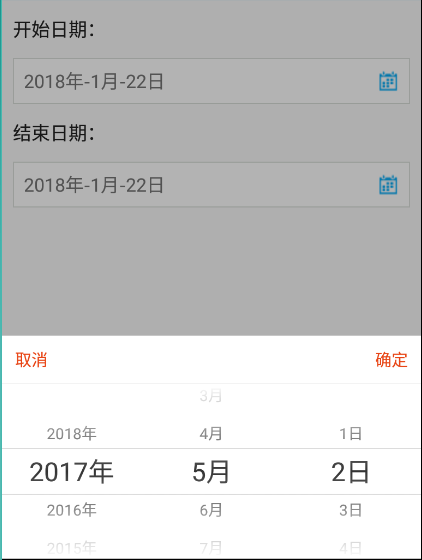 开始日期：
2018年-1月-22日
结束日期：
2018年-1月-22日
取消 确定
3月
2018年 4月 1日
2017年 5月 2日
2016年 6月 3日
2015年 7月 4日